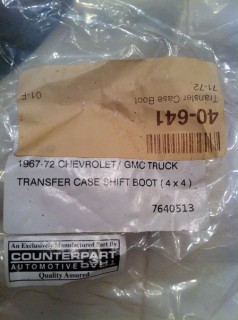 40-641
Transfer Case Boot
71-72
01-F
1967-72 CHEVROLET/ GMC TRUCK
TRANSFER CASE SHIFT BOOT ( 4 x 4 )
7640513
An Exclusively Manufactured Part By
COUNTERPART
AUTOMOTIVE
Quality Assured